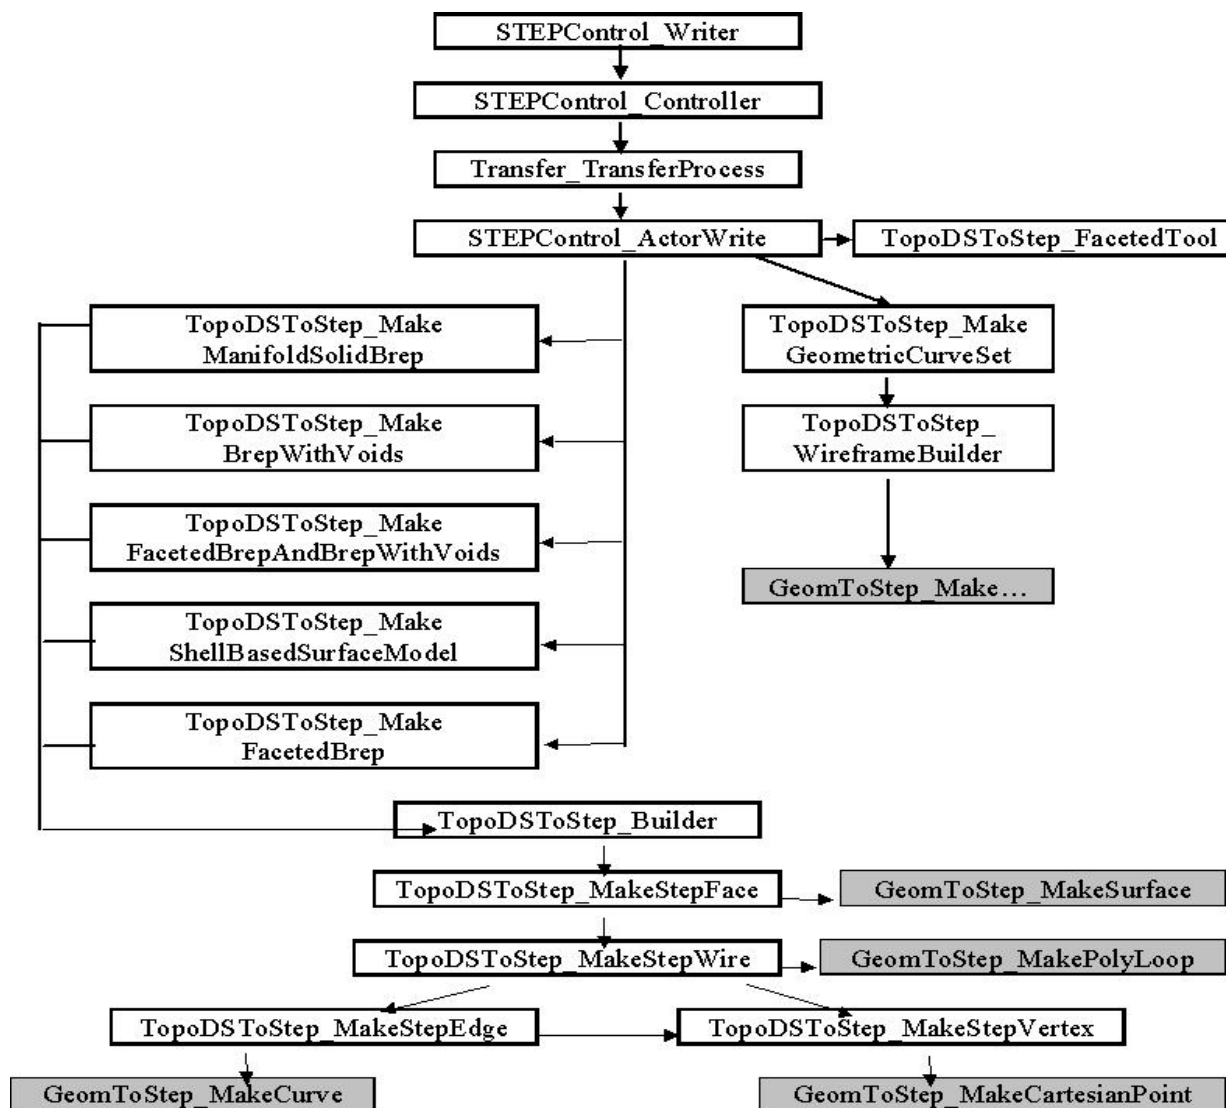 STEPControl_Writer
STEPControl_Controller
Transfer_TransferProcess
STEPControl_ActorWrite
TopoDSToStep_FacetedTool
TopoDSToStep_Make
ManifoldSolidBrep
TopoDSToStep_Make
GeometricCurveSet
TopoDSToStep_Make
BrepWithVoids
TopoDSToStep_
WireframeBuilder
TopoDSToStep_Make
FacetedBrepAndBrepWithVoids
GeomToStep_Make…
TopoDSToStep_Make
ShellBasedSurfaceModel
TopoDSToStep_Make
FacetedBrep
TopoDSToStep_Builder
TopoDSToStep_MakeStepFace
GeomToStep_MakeSurface
TopoDSToStep_MakeStepWire
GeomToStep_MakePolyLoop
TopoDSToStep_MakeStepEdge
TopoDSToStep_MakeStepVertex
GeomToStep_MakeCurve
GeomToStep_MakeCartesianPoint